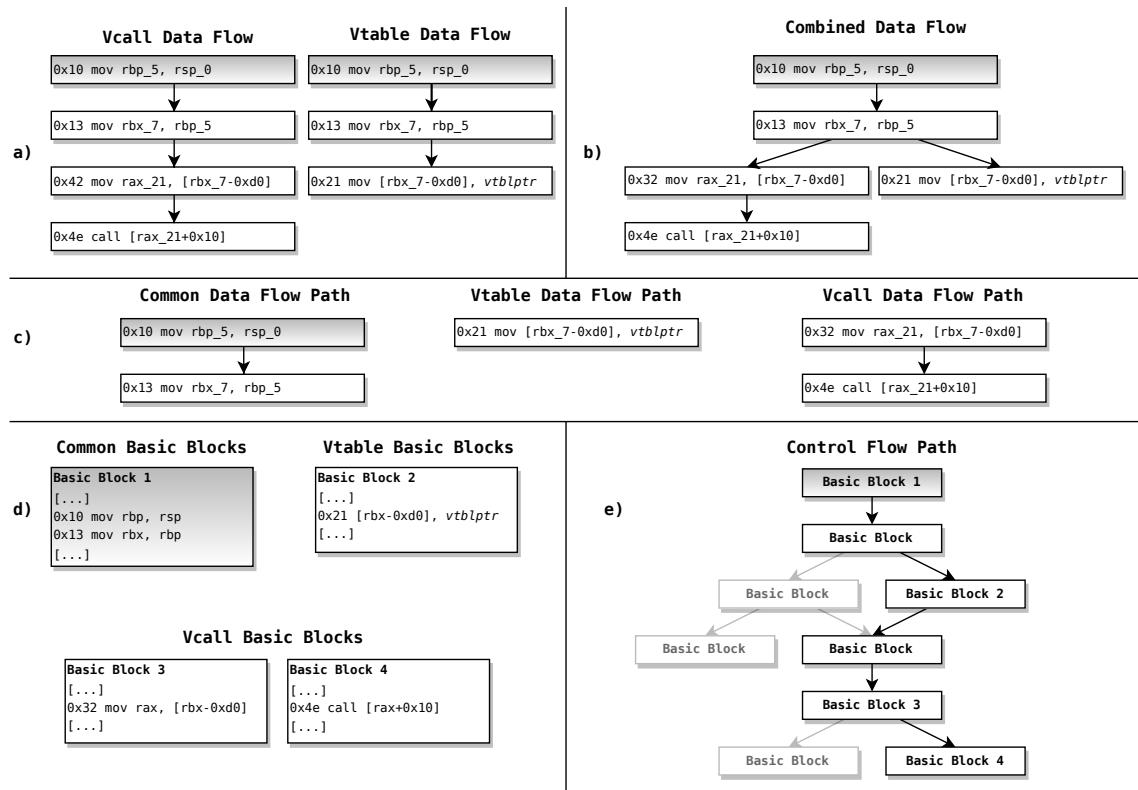 Vcall Data Flow
0x10 mov rbp_5, rsp_0
0x13 mov rbx_7, rbp_5
a)
0x42 mov rax_21, [rbx_7-0xd0]
0x4e call [rax_21+0x10]
Vtable Data Flow
0x10 mov rbp_5, rsp_0
0x13 mov rbx_7, rbp_5
0x21 mov [rbx_7-0xd0], vtblptr
Combined Data Flow
0x10 mov rbp_5, rsp_0
0x13 mov rbx_7, rbp_5
b)
0x32 mov rax_21, [rbx_7-0xd0]
0x21 mov [rbx_7-0xd0], vtblptr
0x4e call [rax_21+0x10]
c)
Common Data Flow Path
0x10 mov rbp_5, rsp_0
0x13 mov rbx_7, rbp_5
Vtable Data Flow Path
0x21 mov [rbx_7-0xd0], vtblptr
Vcall Data Flow Path
0x32 mov rax_21, [rbx_7-0xd0]
0x4e call [rax_21+0x10]
d)
Common Basic Blocks
Basic Block 1
[...]
0x10 mov rbp, rsp
0x13 mov rbx, rbp
[...]
Vtable Basic Blocks
Basic Block 2
[...]
0x21 [rbx-0xd0], vtblptr
[...]
Vcall Basic Blocks
Basic Block 3
[...]
0x32 mov rax, [rbx-0xd0]
[...]
Basic Block 4
[...]
0x4e call [rax+0x10]
[...]
e)
Control Flow Path
Basic Block 1
Basic Block
Basic Block
Basic Block 2
Basic Block
Basic Block
Basic Block 3
Basic Block
Basic Block 4